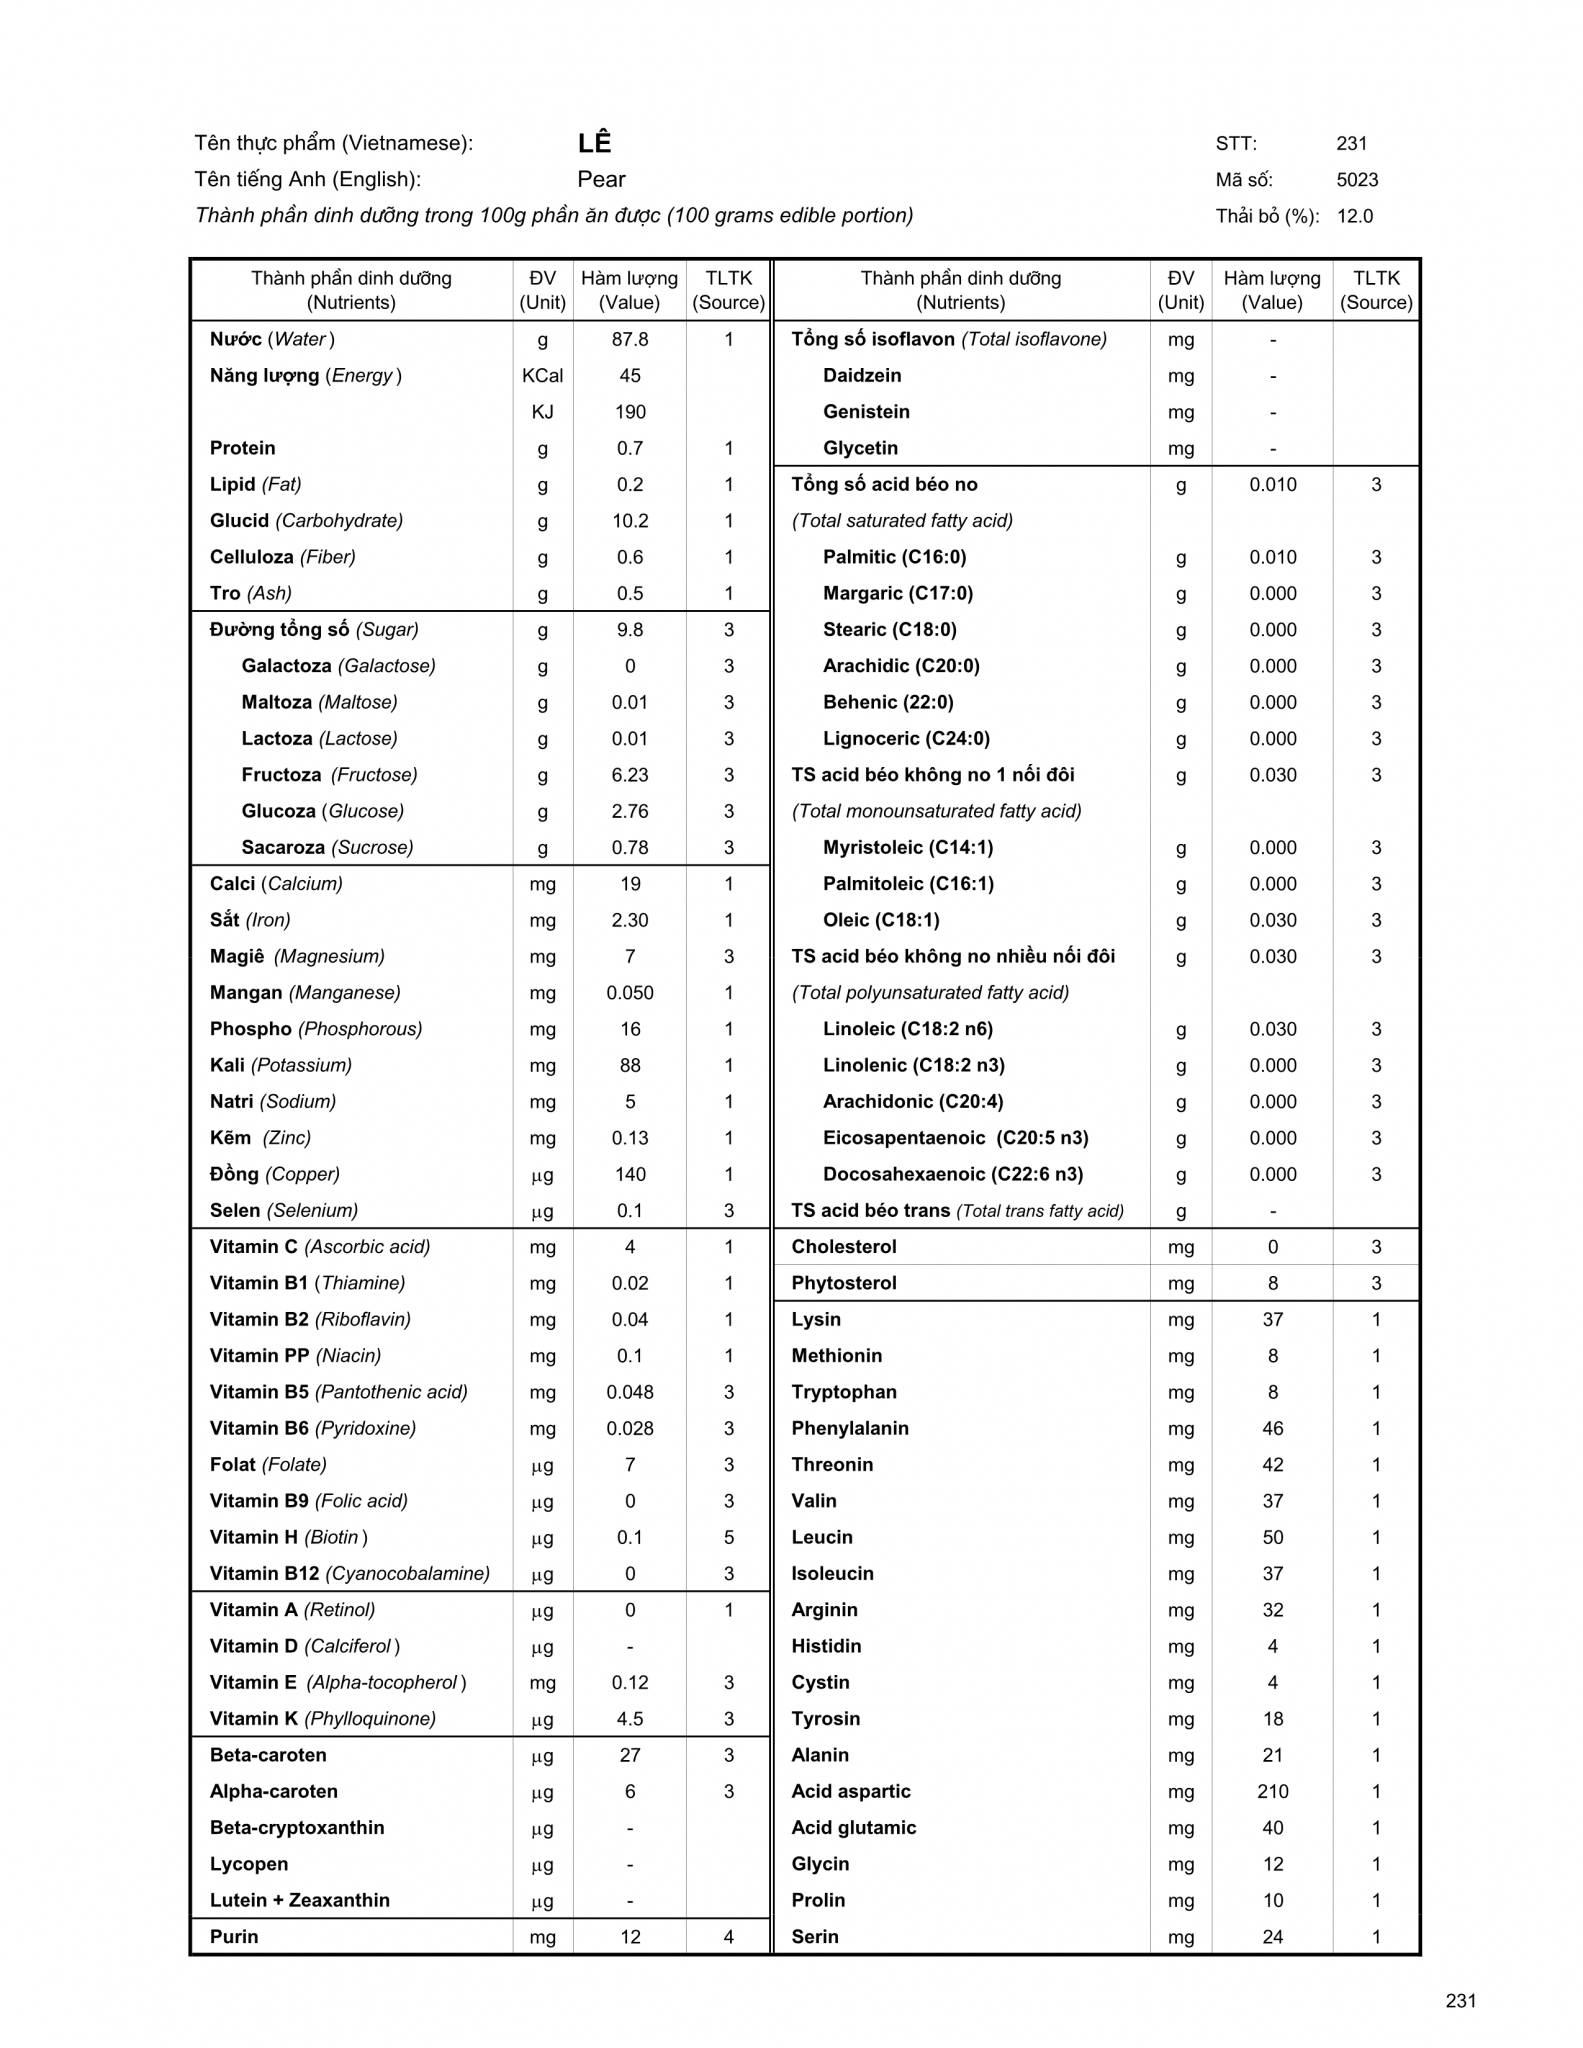 Tên thực phẩm (Vietnamese): LÊ STT: 231
Tên tiếng Anh (English): Pear Mã số: 5023
Thành phần dinh dưỡng trong 100g phần ăn được (100 grams edible portion) Thải bỏ (%): 12.0
Thành phần dinh dưỡng ĐV Hàm lượng TLTK
(Nutrients) (Unit) (Value) (Source)
Nước (Water) g 87.8 1
Năng lượng (Energy) KCal 45
KJ 190
Protein g 0.7 1
Lipid (Fat) g 0.2 1
Glucid (Carbohydrate) g 10.2 1
Celluloza (Fiber) g 0.6 1
Tro (Ash) g 0.5 1
Đường tổng số (Sugar) g 9.8 3
Galactoza (Galactose) g 0 3
Maltoza (Maltose) g 0.01 3
Lactoza (Lactose) g 0.01 3
Fructoza (Fructose) g 6.23 3
Glucoza (Glucose) g 2.76 3
Sacaroza (Sucrose) g 0.78 3
Calci (Calcium) mg 19 1
Sắt (Iron) mg 2.30 1
Magiê (Magnesium) mg 7 3
Mangan (Manganese) mg 0.050 1
Phospho (Phosphorous) mg 16 1
Kali (Potassium) mg 88 1
Natri (Sodium) mg 5 1
Kẽm (Zinc) mg 0.13 1
Đồng (Copper) µg 140 1
Selen (Selenium) µg 0.1 3
Vitamin C (Ascorbic acid) mg 4 1
Vitamin B1 (Thiamine) mg 0.02 1
Vitamin B2 (Riboflavin) mg 0.04 1
Vitamin PP (Niacin) mg 0.1 1
Vitamin B5 (Pantothenic acid) mg 0.048 3
Vitamin B6 (Pyridoxine) mg 0.028 3
Folat (Folate) µg 7 3
Vitamin B9 (Folic acid) µg 0 3
Vitamin H (Biotin) µg 0.1 5
Vitamin B12 (Cyanocobalamine) µg 0 3
Vitamin A (Retinol) µg 0 1
Vitamin D (Calciferol) µg -
Vitamin E (Alpha-tocopherol) mg 0.12 3
Vitamin K (Phylloquinone) µg 4.5 3
Beta-caroten µg 27 3
Alpha-caroten µg 6 3
Beta-cryptoxanthin µg -
Lycopen µg -
Lutein + Zeaxanthin µg -
Purin mg 12 4
Thành phần dinh dưỡng ĐV Hàm lượng TLTK
(Nutrients) (Unit) (Value) (Source)
Tổng số isoflavon (Total isoflavone) mg -
Daidzein mg -
Genistein mg -
Glycetin mg -
Tổng số acid béo no g 0.010 3
(Total saturated fatty acid)
Palmitic (C16:0) g 0.010 3
Margaric (C17:0) g 0.000 3
Stearic (C18:0) g 0.000 3
Arachidic (C20:0) g 0.000 3
Behenic (22:0) g 0.000 3
Lignoceric (C24:0) g 0.000 3
TS acid béo không no 1 nối đôi g 0.030 3
(Total monounsaturated fatty acid)
Myristoleic (C14:1) g 0.000 3
Palmitoleic (C16:1) g 0.000 3
Oleic (C18:1) g 0.030 3
TS acid béo không no nhiều nối đôi g 0.030 3
(Total polyunsaturated fatty acid)
Linoleic (C18:2 n6) g 0.030 3
Linolenic (C18:2 n3) g 0.000 3
Arachidonic (C20:4) g 0.000 3
Eicosapentaenoic (C20:5 n3) g 0.000 3
Docosahexaenoic (C22:6 n3) g 0.000 3
TS acid béo trans (Total trans fatty acid) g -
Cholesterol mg 0 3
Phytosterol mg 8 3
Lysin mg 37 1
Methionin mg 8 1
Tryptophan mg 8 1
Phenylalanin mg 46 1
Threonin mg 42 1
Valin mg 37 1
Leucin mg 50 1
Isoleucin mg 37 1
Arginin mg 32 1
Histidin mg 4 1
Cystin mg 4 1
Tyrosin mg 18 1
Alanin mg 21 1
Acid aspartic mg 210 1
Acid glutamic mg 40 1
Glycin mg 12 1
Prolin mg 10 1
Serin mg 24 1
231